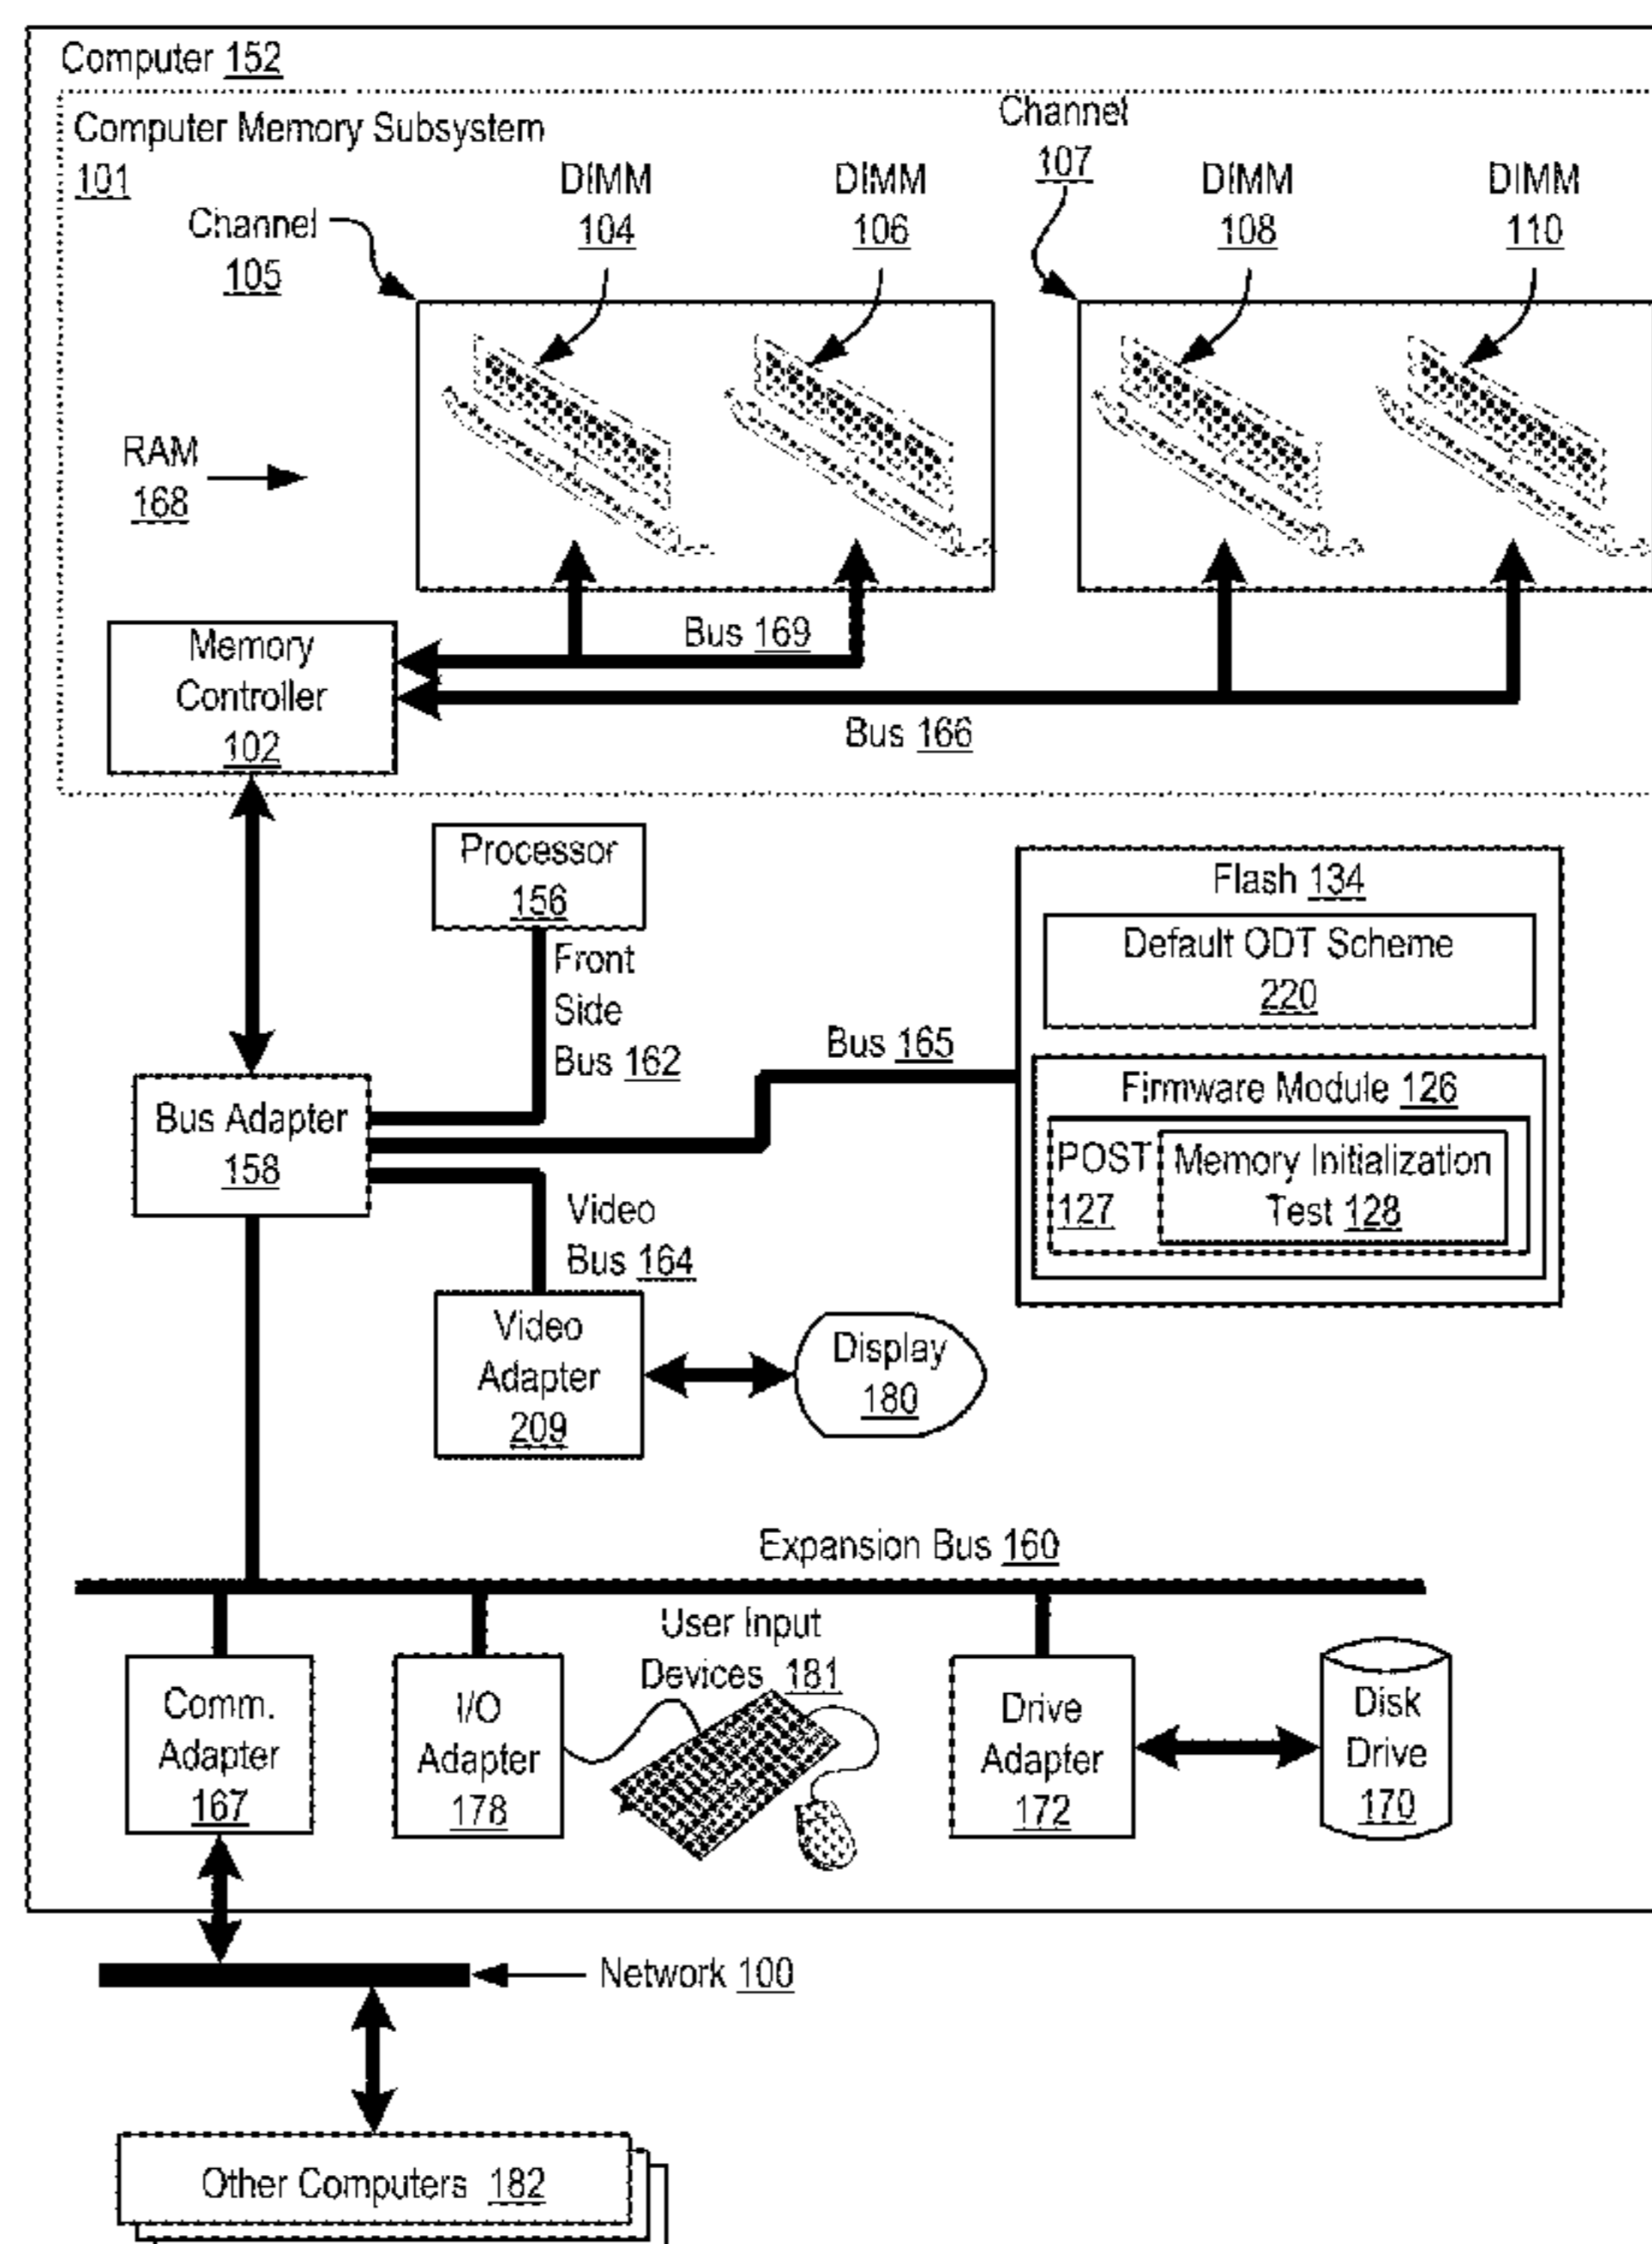 Computer 152
Computer Memory Subsystem
101
Channel
107
DIMM
104
DIMM
106
DIMM
108
DIMM
110
Channel
105
RAM
168
Bus 169
Memory
Controller
102
Bus 166
Processor
156
Front
Side
Bus 162
Flash 134
Default ODT Scheme
220
Bus 165
Firmware Module 126
POST
127
Memory Initialization
Test 128
Bus Adapter
158
Video
Bus 164
Video
Adapter
209
Display
180
Expansion Bus 160
User Input
Devices 181
Comm.
Adapter
167
I/O
Adapter
178
Drive
Adapter
172
Disk
Drive
170
Network 100
Other Computers 182